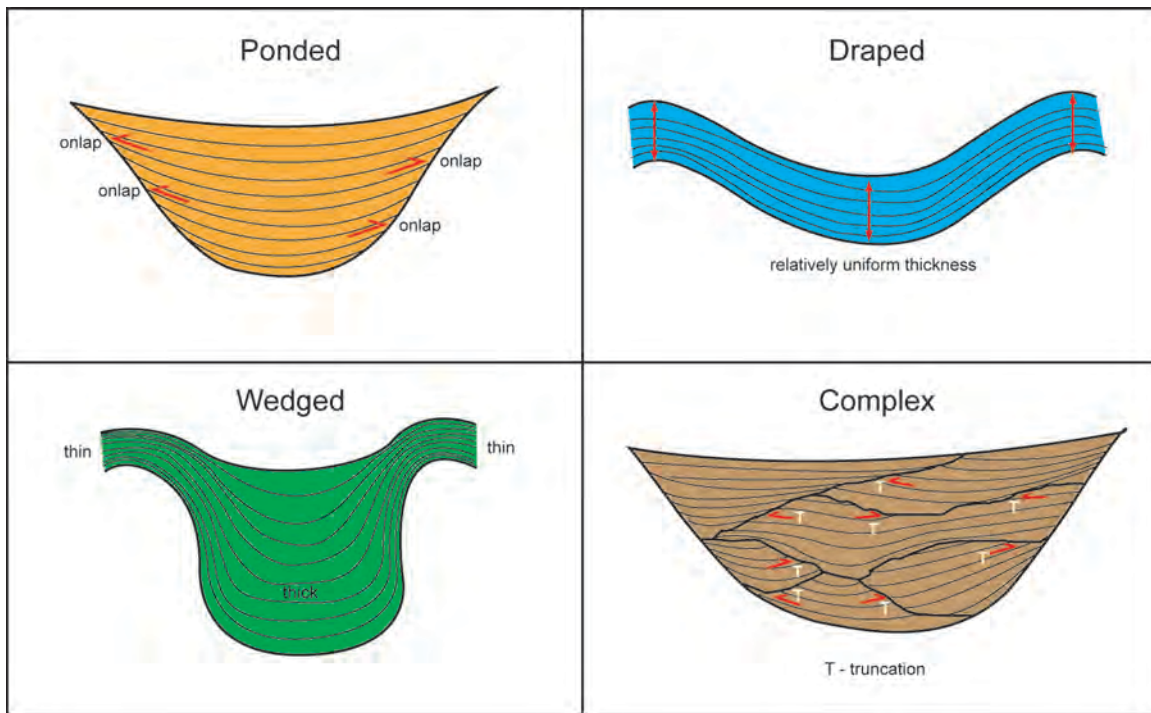 Ponded
onlap
onlap
onlap
onlap
Draped
relatively uniform thickness
Wedged
thin
thin
thick
Complex
T
T
T
T
T
T
T
T
T - truncation